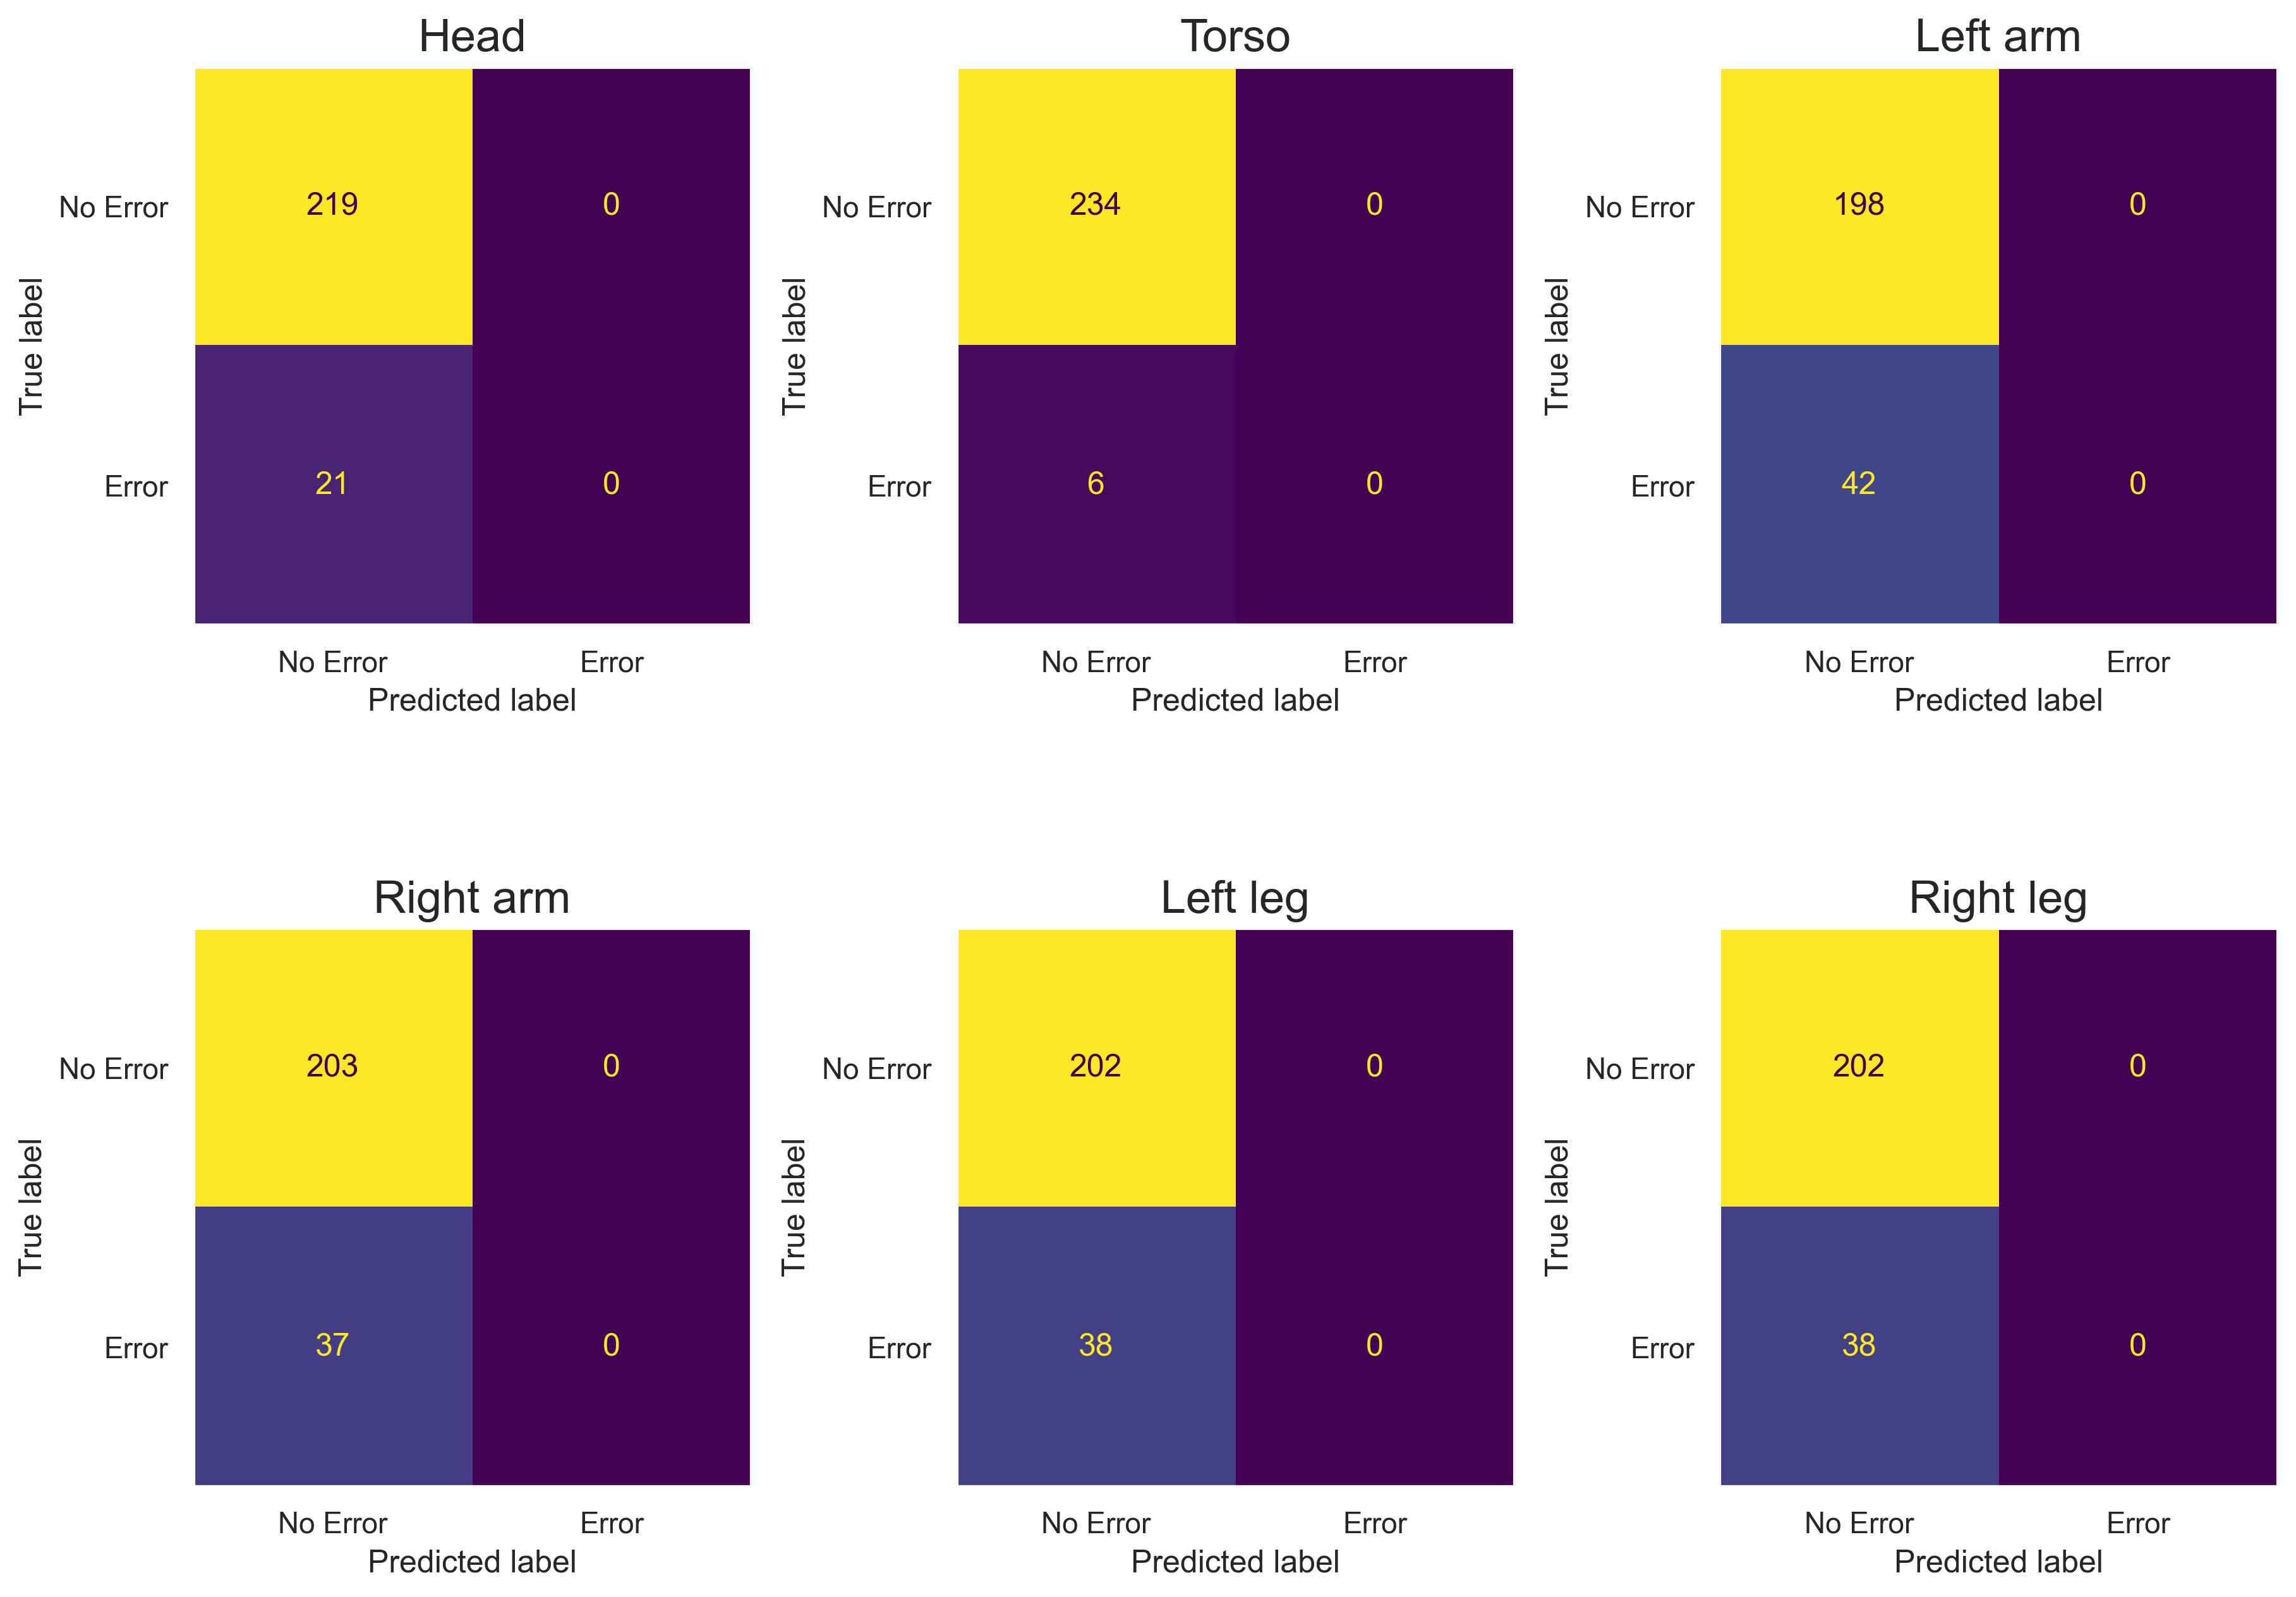 Head
Torso
Left arm
No Error 219 0
No Error 234 0
No Error 198 0
True label
True label
True label
Error 21 0
Error 6 0
Error 42 0
No Error Error
No Error Error
No Error Error
Predicted label
Predicted label
Predicted label
Right arm
Left leg
Right leg
No Error 203 0
No Error 202 0
No Error 202 0
True label
True label
True label
Error 37 0
Error 38 0
Error 38 0
No Error Error
No Error Error
No Error Error
Predicted label
Predicted label
Predicted label